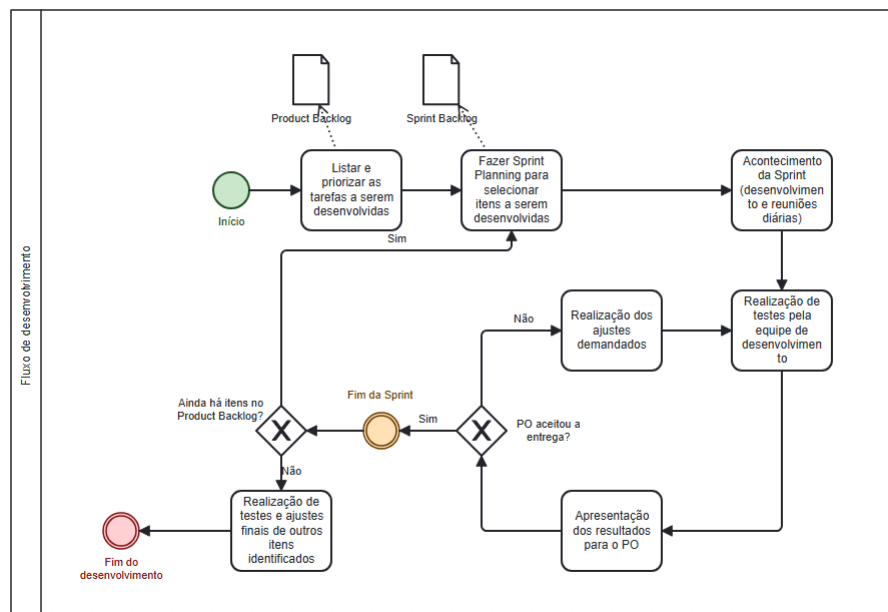 Fluxo de desenvolvimento
Product Backlog
Sprint Backlog
Início
Listar e
priorizar as
tarefas a serem
desenvolvidas
Fazer Sprint
Planning para
selecionar
itens a serem
desenvolvidas
Acontecimento
da Sprint
(desenvolvimen
to e reuniões
diárias)
Sim
Realização dos
ajustes
demandados
Realização de
testes pela
equipe de
desenvolvimen
to
Não
Ainda há itens no
Product Backlog?
Fim da Sprint
Sim
PO aceitou a
entrega?
Não
Realização de
testes e ajustes
finais de outros
itens
identificados
Apresentação
dos resultados
para o PO
Fim do
desenvolvimento